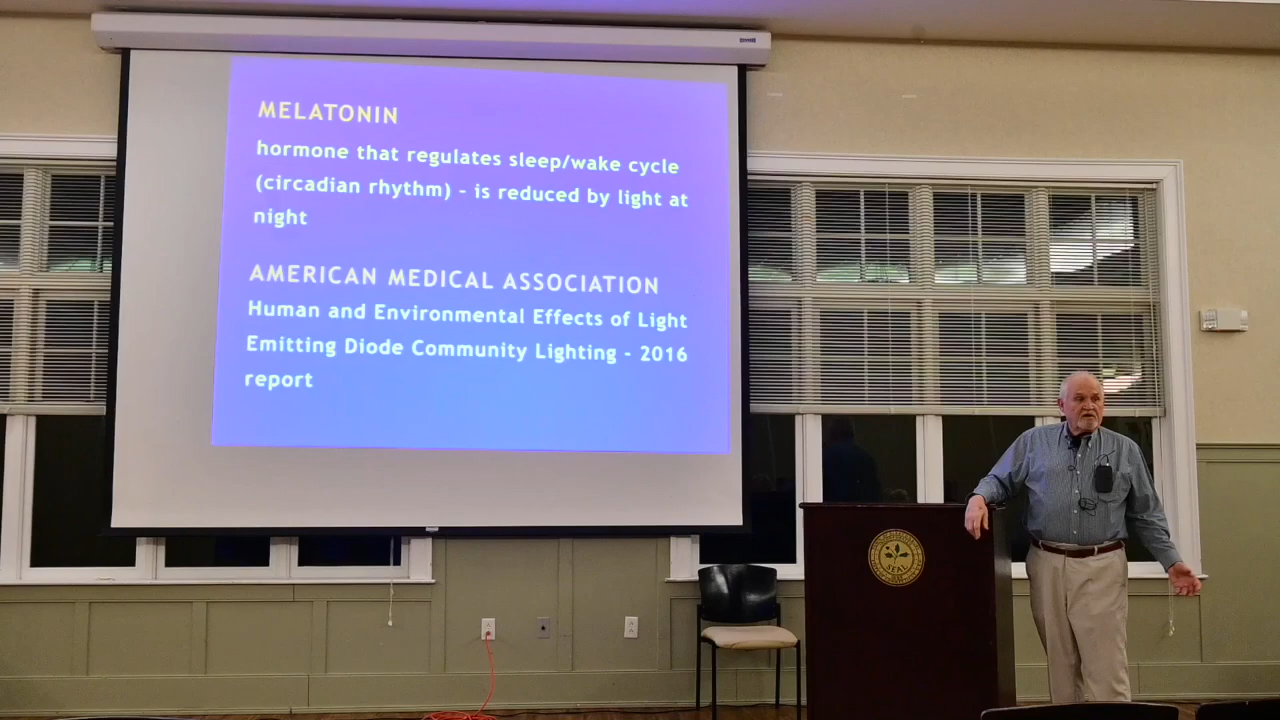 MELATONIN
hormone that regulates sleep/wake cycle
(circadian rhythm) - is reduced by light at
night
AMERICAN MEDICAL ASSOCIATION
Human and Environmental Effects of Light
Emitting Diode Community Lighting - 2016
report
SEAL